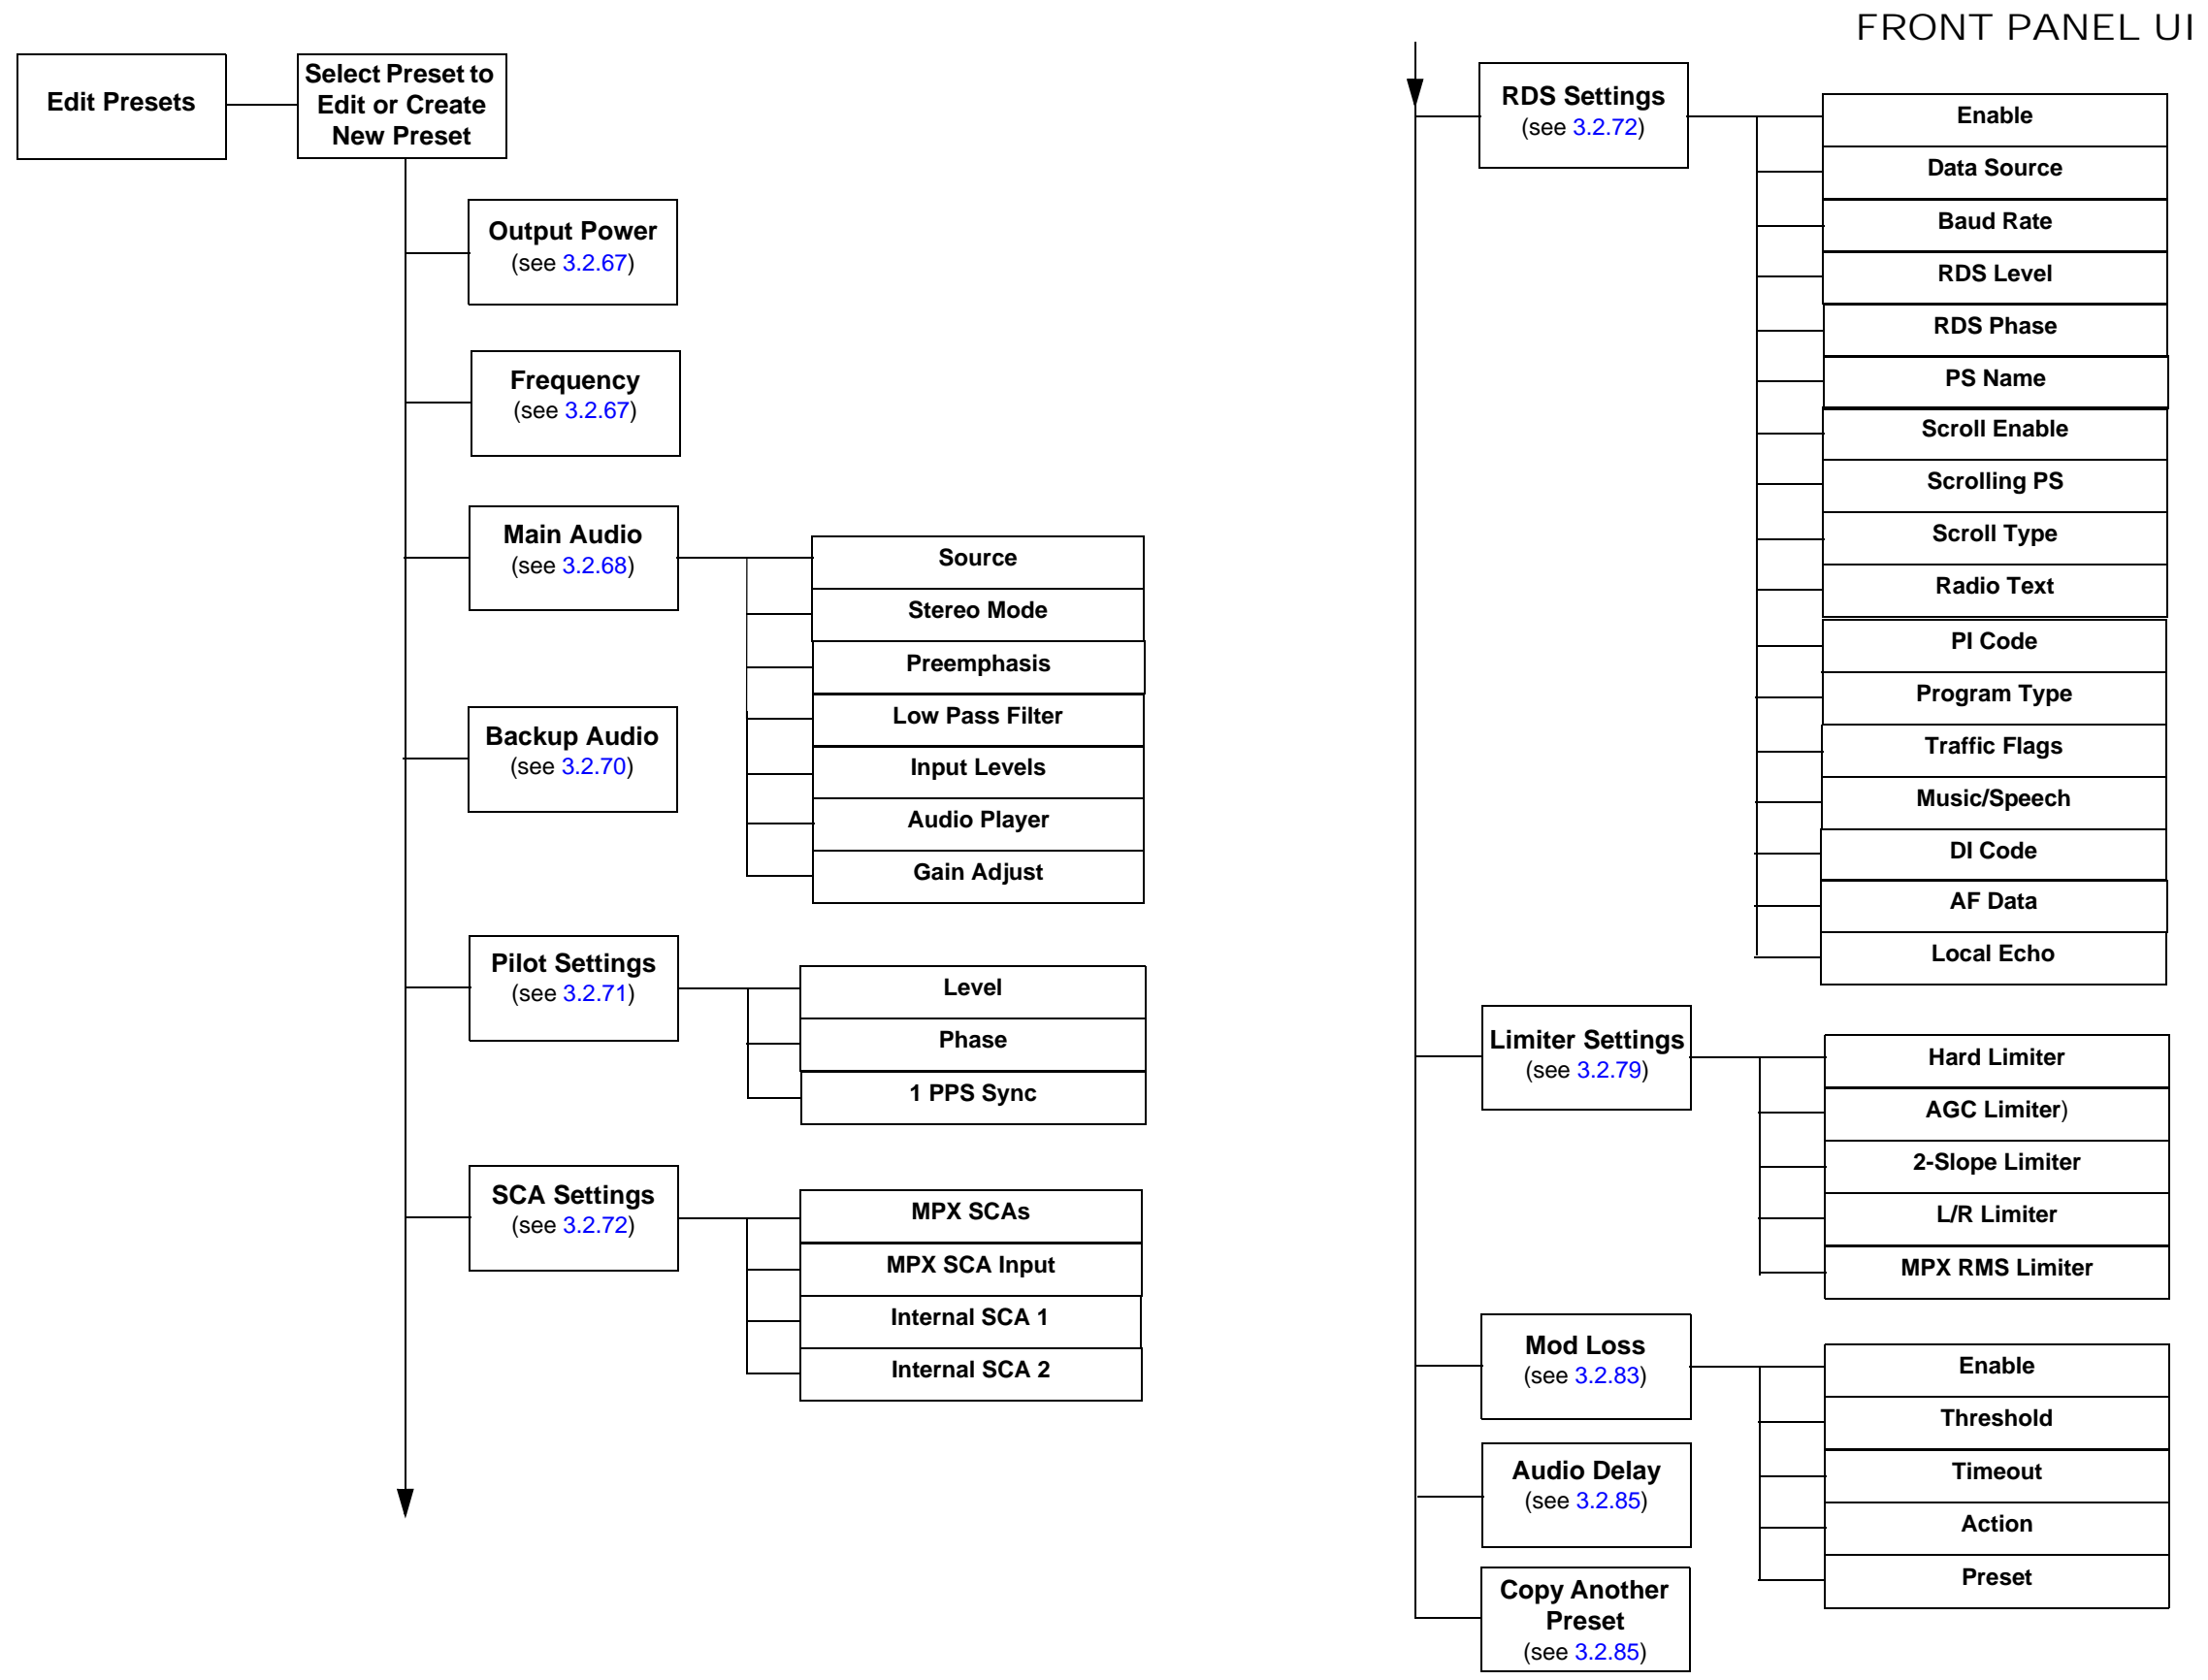 FRONT PANEL UI
Edit Presets
Select Preset to
Edit or Create
New Preset
Output Power
(see 3.2.67)
Frequency
(see 3.2.67)
Main Audio
(see 3.2.68)
Source
Stereo Mode
Preemphasis
Low Pass Filter
Input Levels
Audio Player
Gain Adjust
Backup Audio
(see 3.2.70)
Pilot Settings
(see 3.2.71)
Level
Phase
1 PPS Sync
SCA Settings
(see 3.2.72)
MPX SCAs
MPX SCA Input
Internal SCA 1
Internal SCA 2
RDS Settings
(see 3.2.72)
Enable
Data Source
Baud Rate
RDS Level
RDS Phase
PS Name
Scroll Enable
Scrolling PS
Scroll Type
Radio Text
PI Code
Program Type
Traffic Flags
Music/Speech
DI Code
AF Data
Local Echo
Limiter Settings
(see 3.2.79)
Hard Limiter
AGC Limiter)
2-Slope Limiter
L/R Limiter
MPX RMS Limiter
Mod Loss
(see 3.2.83)
Enable
Threshold
Timeout
Action
Preset
Audio Delay
(see 3.2.85)
Copy Another
Preset
(see 3.2.85)